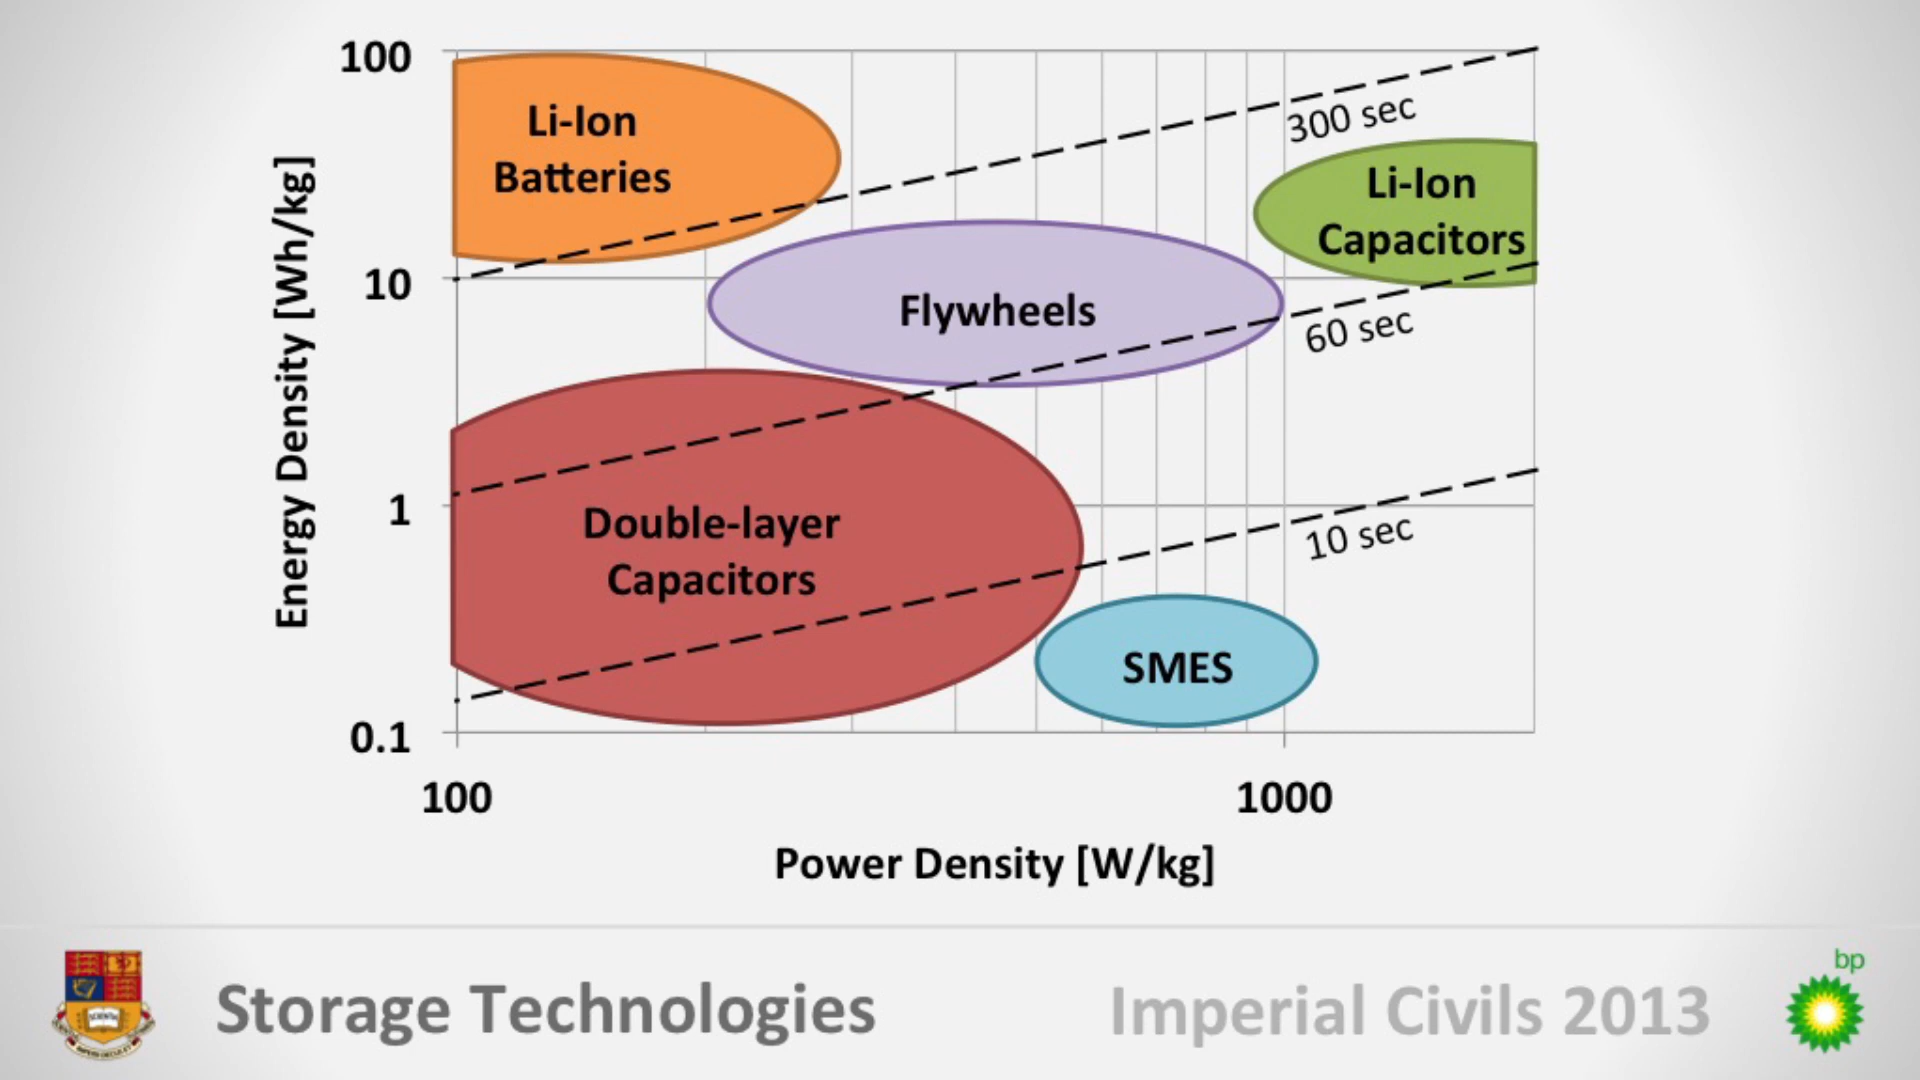 100
10
1
0.1
Energy Density [Wh/kg]
Li-Ion
Batteries
300 sec
Li-Ion
Capacitors
Flywheels
60 sec
Double-layer
Capacitors
10 sec
SMES
100
1000
Power Density [W/kg]
Storage Technologies
Imperial Civils 2013
bp